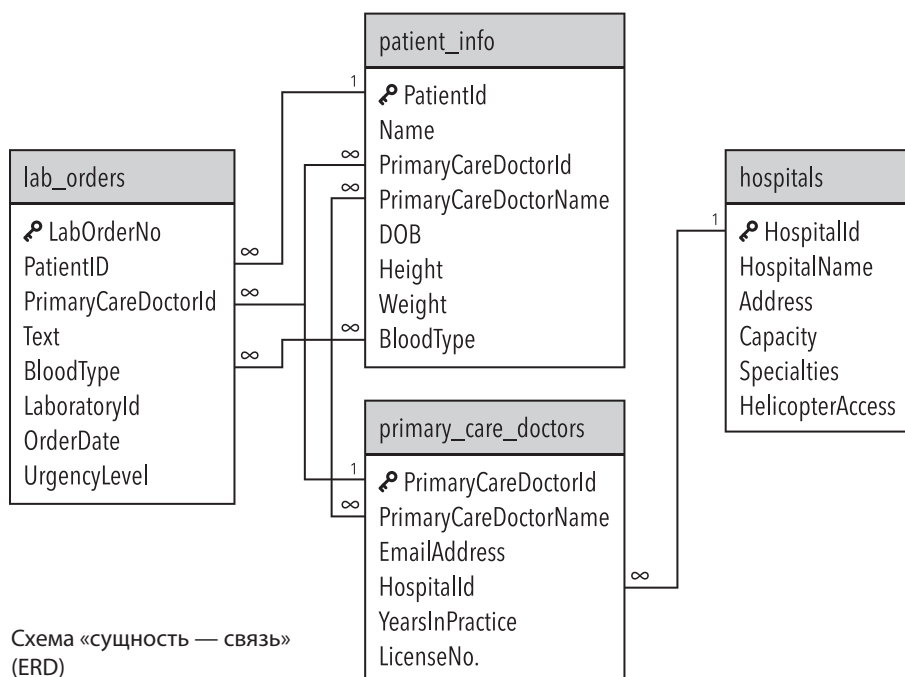 patient_info
PatientId
Name
PrimaryCareDoctorId
PrimaryCareDoctorName
DOB
Height
Weight
BloodType
1
∞
∞
∞
lab_orders
LabOrderNo
PatientID
PrimaryCareDoctorId
Text
BloodType
LaboratoryId
OrderDate
UrgencyLevel
∞
∞
∞
primary_care_doctors
PrimaryCareDoctorId
PrimaryCareDoctorName
EmailAddress
HospitalId
YearsInPractice
LicenseNo.
1
∞
∞
hospitals
HospitalId
HospitalName
Address
Capacity
Specialties
HelicopterAccess
1
Схема «сущность — связь»
(ERD)